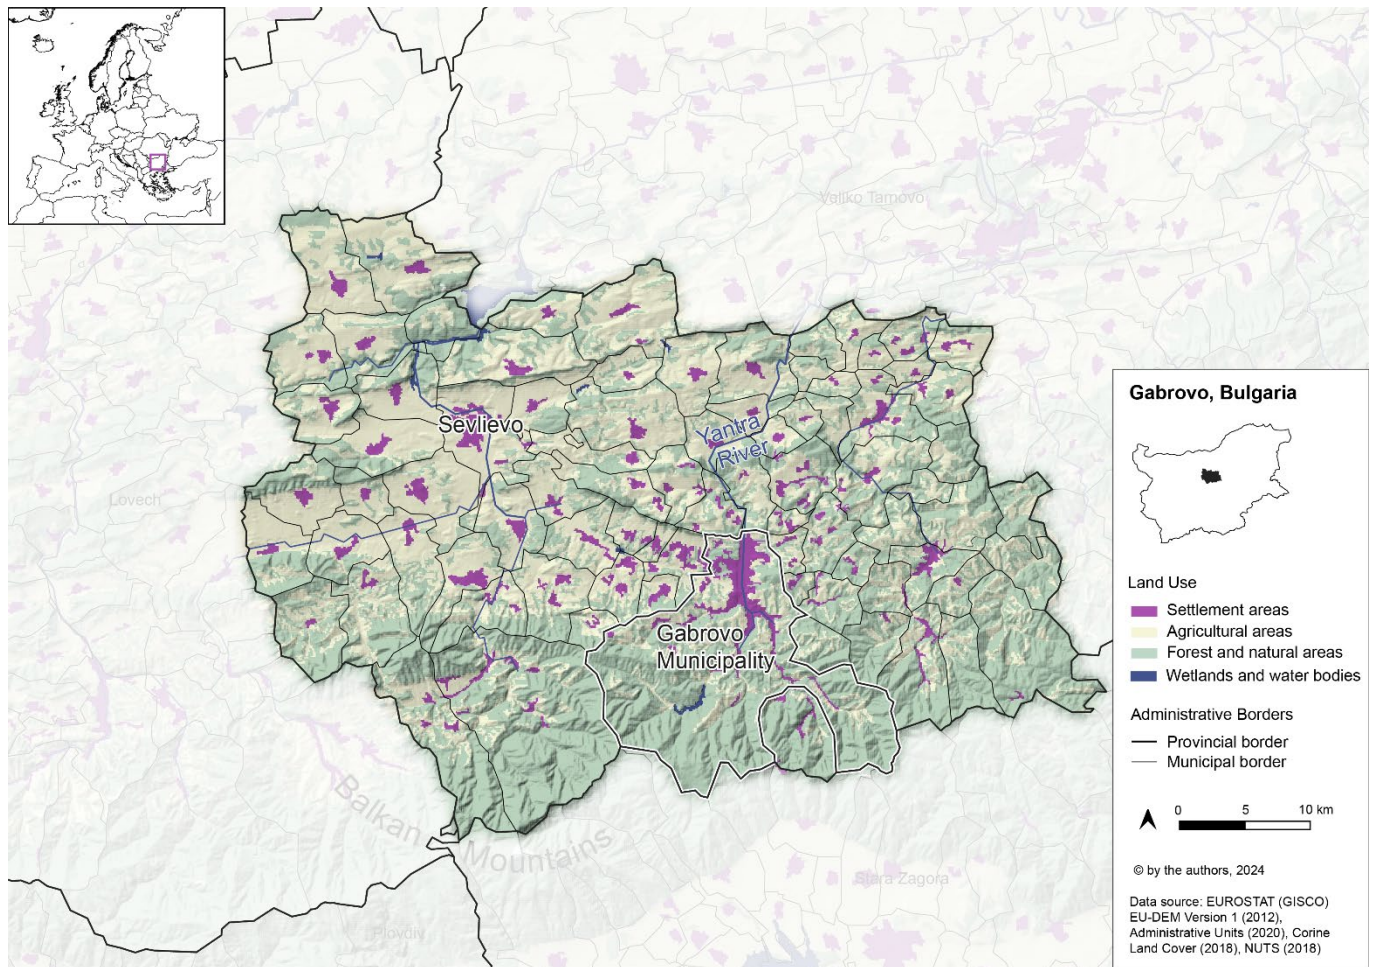 Veliko Tarnovo
Sevlievo
Yantra
River
Lovech
Gabrovo
Municipality
Balkan Mountains
Stara Zagora
Plovdiv
Gabrovo, Bulgaria
Land Use
Settlement areas
Agricultural areas
Forest and natural areas
Wetlands and water bodies
Administrative Borders
Provincial border
Municipal border
0 5 10 km
© by the authors, 2024
Data source: EUROSTAT (GISCO)
EU-DEM Version 1 (2012),
Administrative Units (2020), Corine
Land Cover (2018), NUTS (2018)